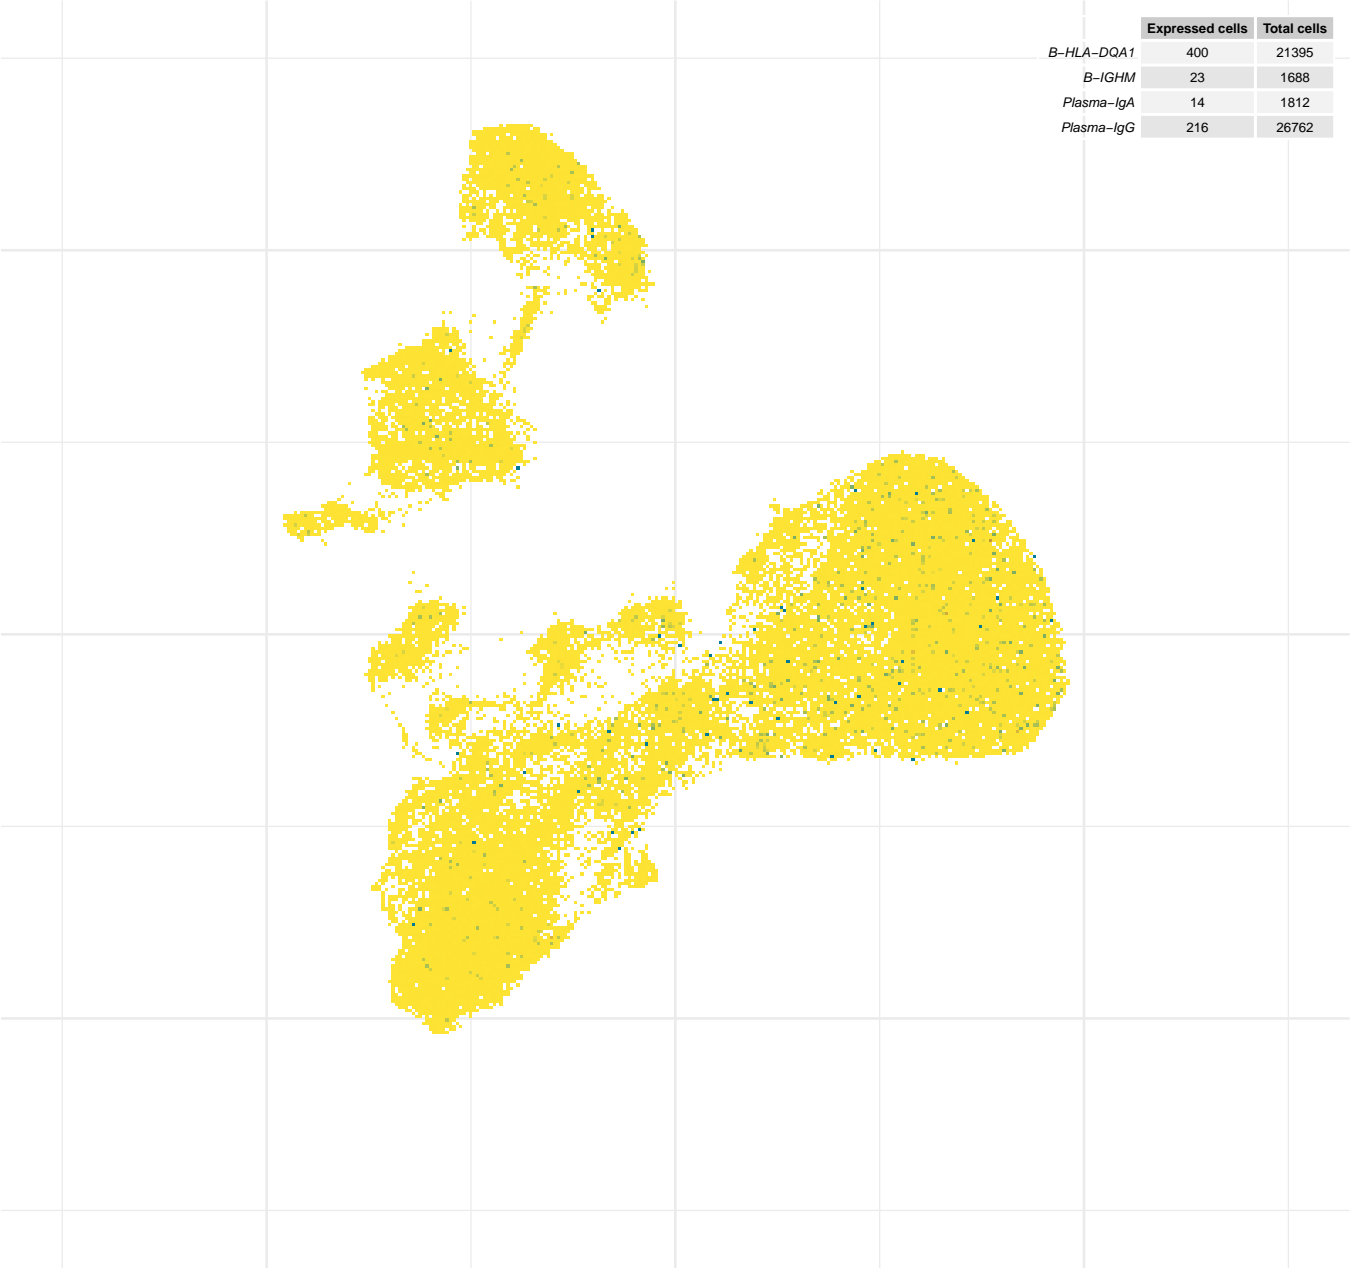 Expressed cells Total cells
B−HLA−DQA1 400 21395
B−IGHM 23 1688
Plasma−IgA 14 1812
Plasma−IgG 216 26762